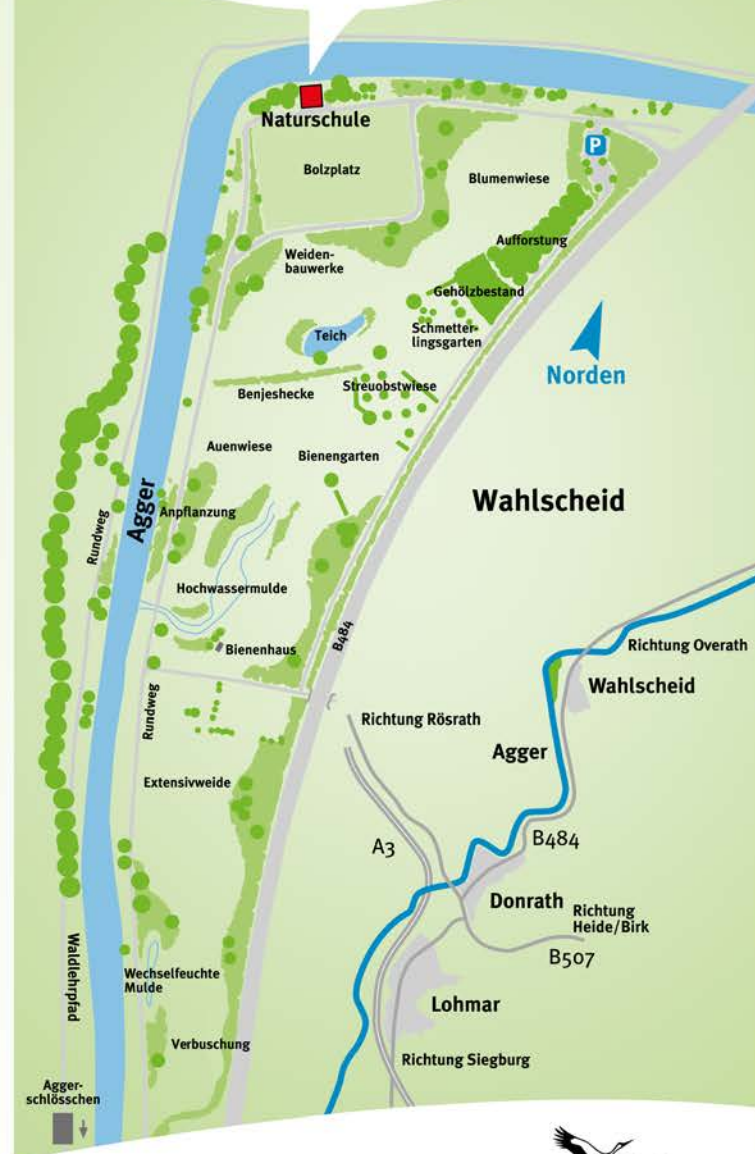 Naturschule
Bolzplatz
P
Blumenwiese
Aufforstung
Weiden-
bauwerke
Gehölzbestand
Schmetter-
lingsgarten
Teich
Norden
Benjeshecke
Streuobstwiese
Auenwiese
Bienengarten
Wahlscheid
Agger
Rundweg
Anpflanzung
Hochwassermulde
Bienenhaus
B484
Richtung Overath
Wahlscheid
Rundweg
Richtung Rösrath
Agger
Extensivweide
A3
B484
Donrath
Richtung
Heide/Birk
B507
Waldlehrpfad
Wechselfeuchte
Mulde
Lohmar
Verbuschung
Richtung Siegburg
Agger-
schlösschen